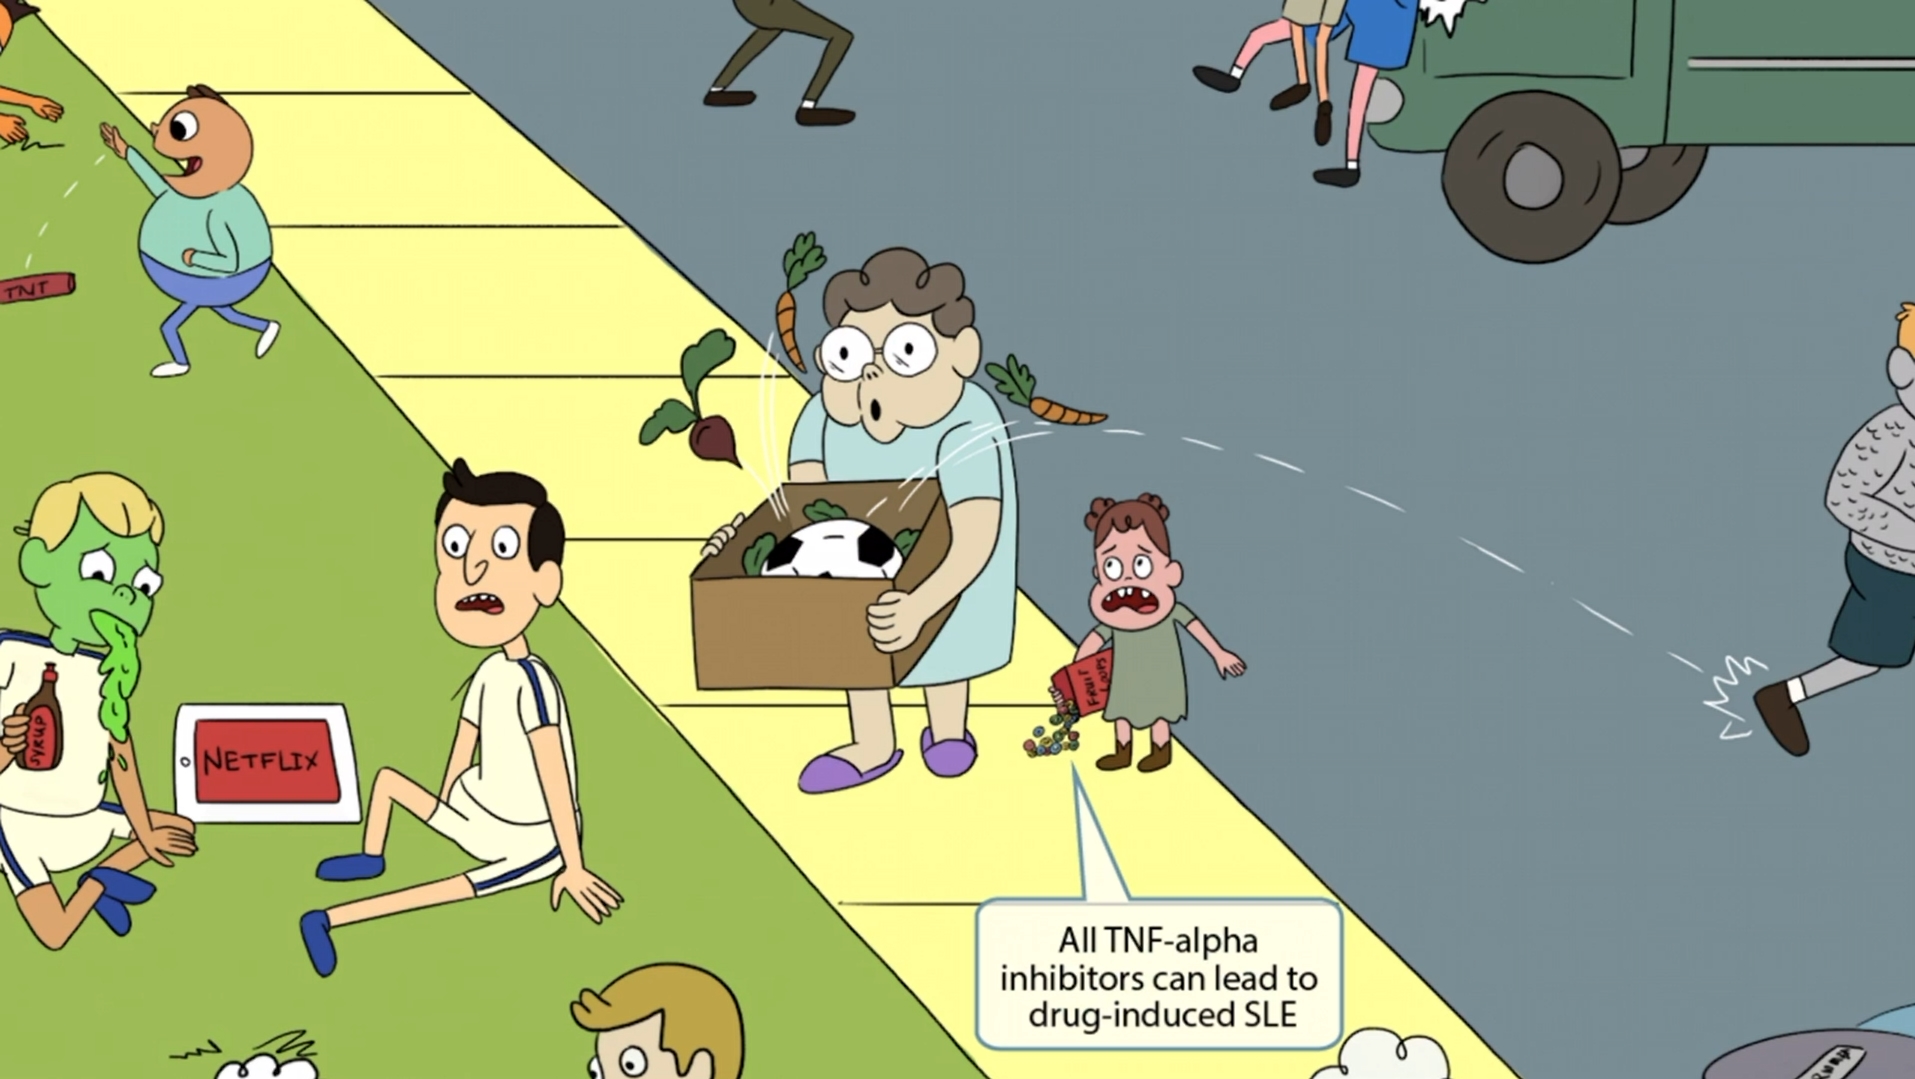 TNT
FRUIT
LOOPS
SYRUP
NETFLIX
All TNF-alpha
inhibitors can lead to
drug-induced SLE